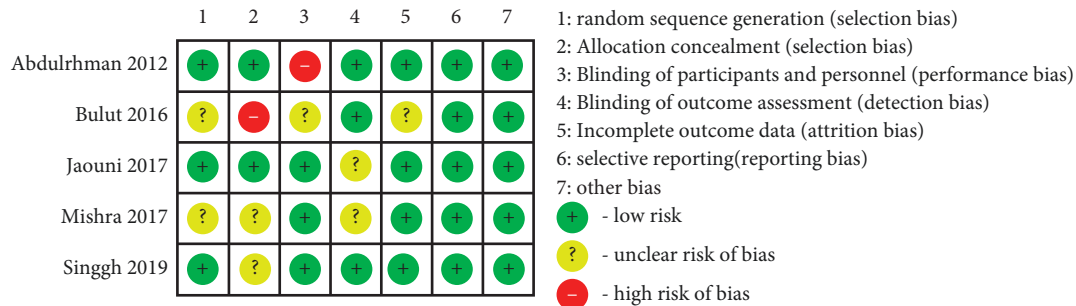 1 2 3 4 5 6 7
Abdulrhman 2012 + + – + + + +
Bulut 2016 ? – ? + ? + +
Jaouni 2017 + + + ? + + +
Mishra 2017 ? ? + ? + + +
Singgh 2019 + ? + + + + +
1: random sequence generation (selection bias)
2: Allocation concealment (selection bias)
3: Blinding of participants and personnel (performance bias)
4: Blinding of outcome assessment (detection bias)
5: Incomplete outcome data (attrition bias)
6: selective reporting(reporting bias)
7: other bias
+ - low risk
? - unclear risk of bias
– - high risk of bias